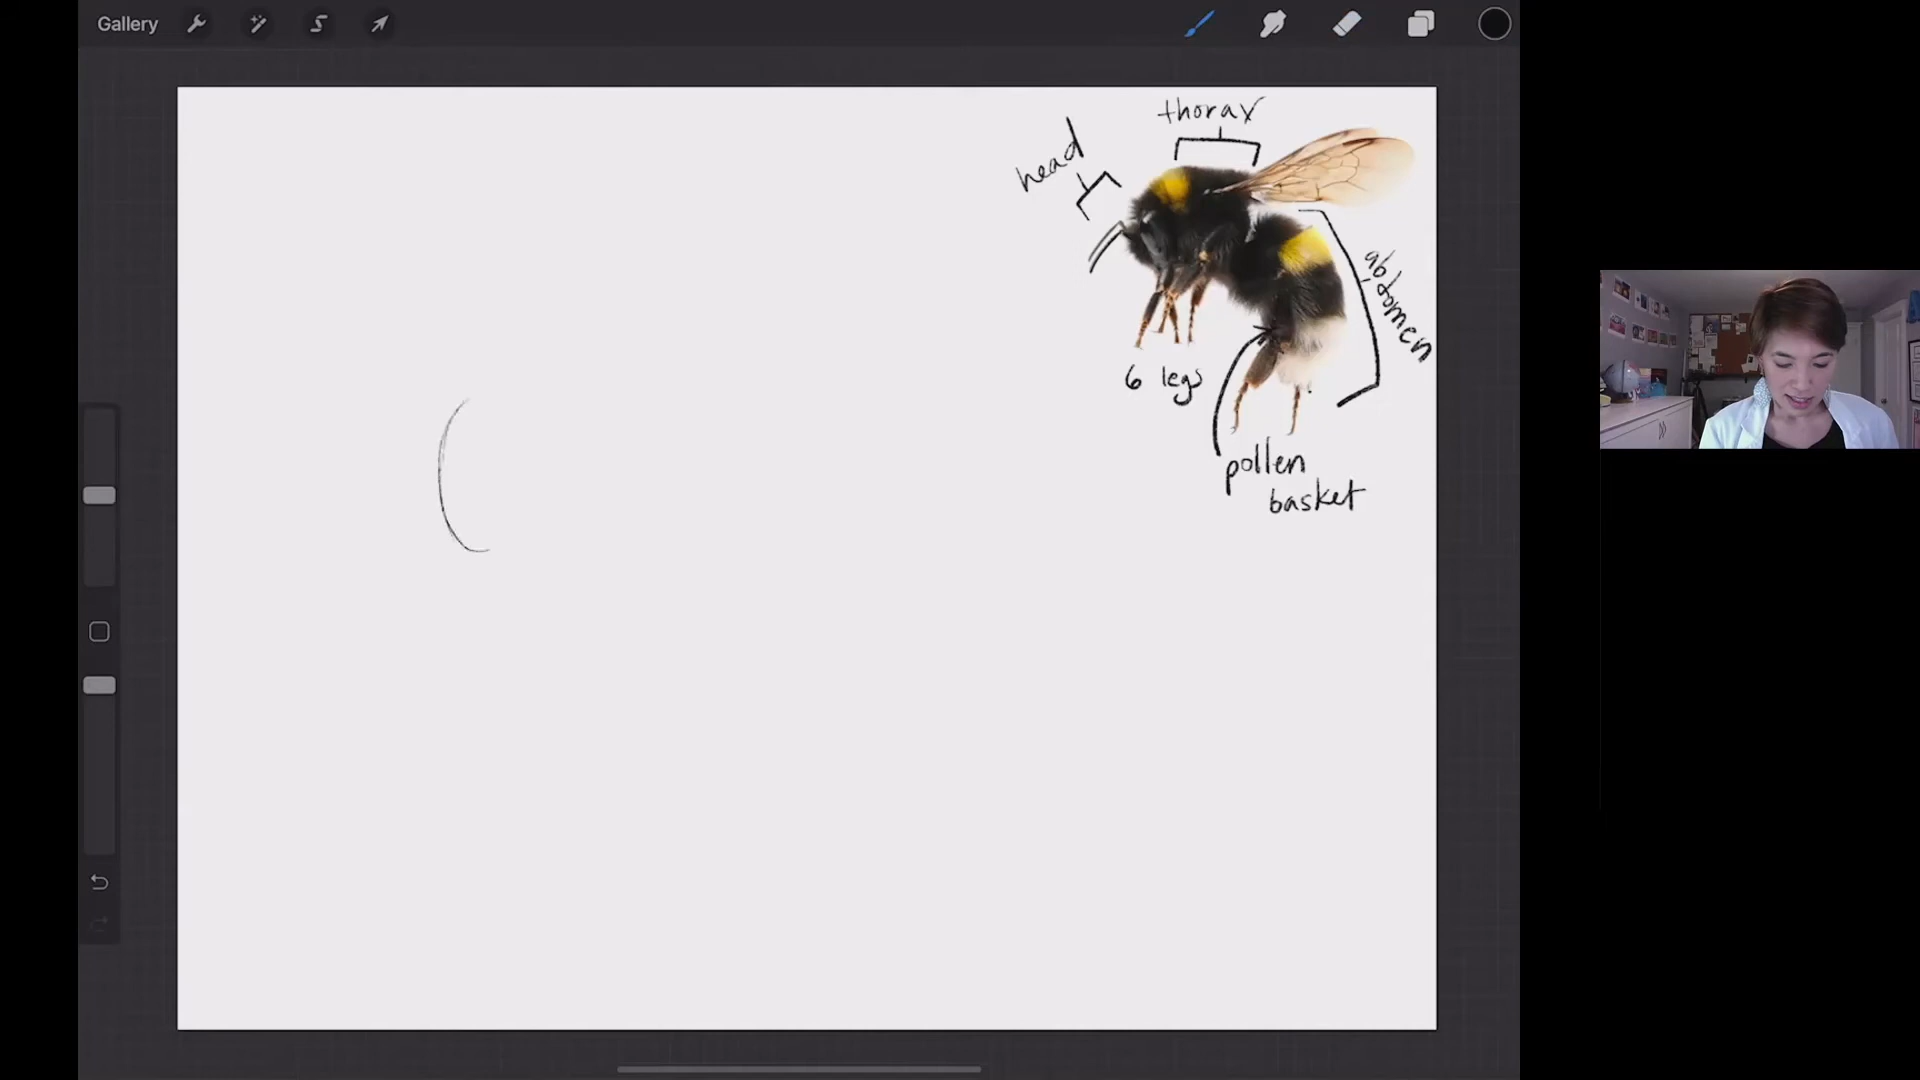 Gallery
thorax
head
abdomen
6 legs
pollen
basket